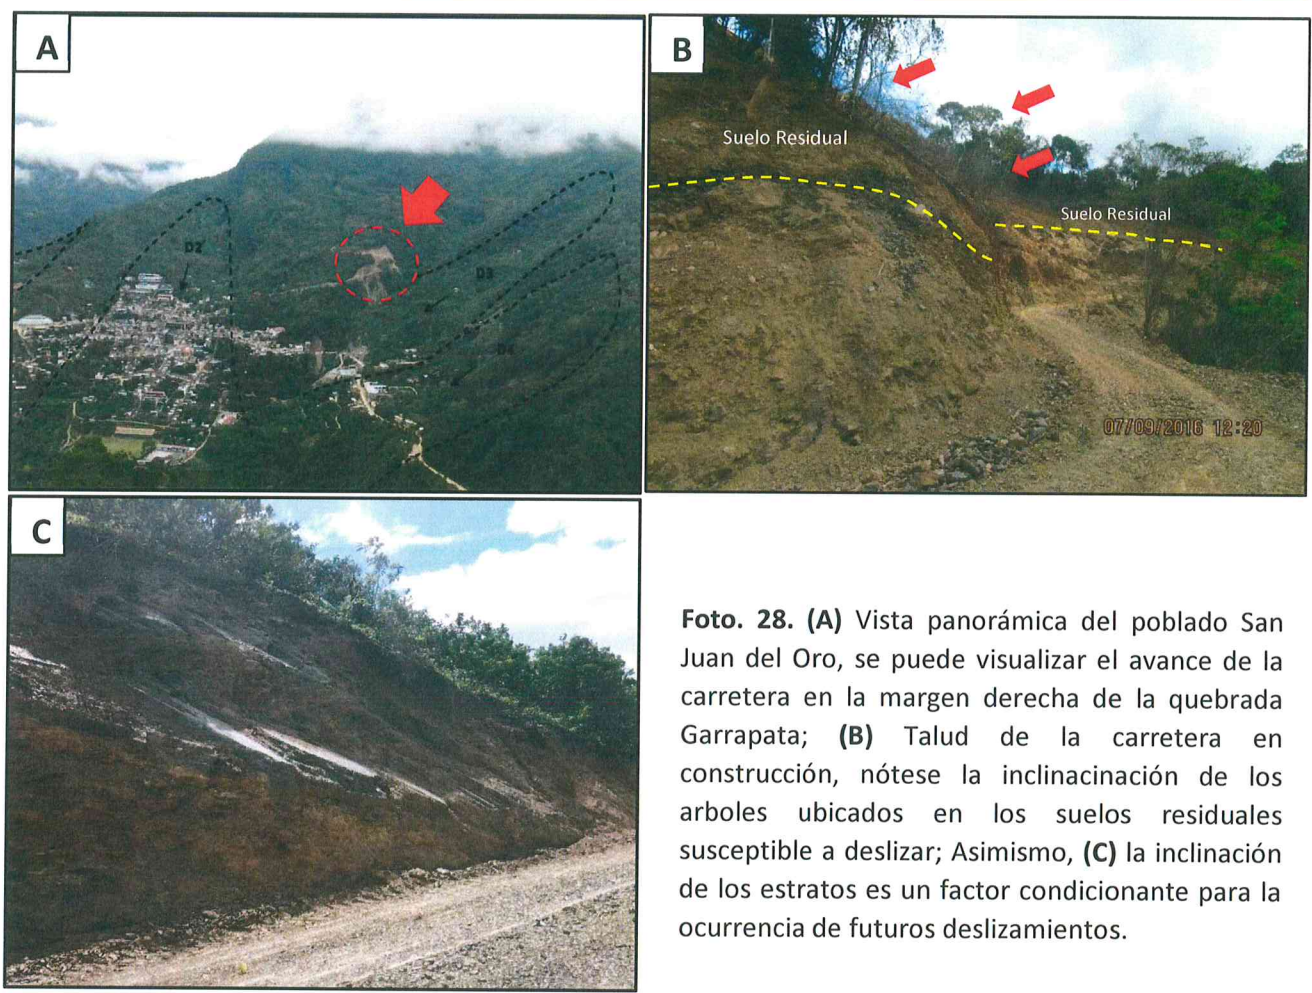 A
D2
D3
D4
B
Suelo Residual
Suelo Residual
07/09/2016 12:20
C
Foto. 28. (A) Vista panorámica del poblado San
Juan del Oro, se puede visualizar el avance de la
carretera en la margen derecha de la quebrada
Garrapata; (B) Talud de la carretera en
construcción, nótese la inclinacinación de los
arboles ubicados en los suelos residuales
susceptible a deslizar; Asimismo, (C) la inclinación
de los estratos es un factor condicionante para la
ocurrencia de futuros deslizamientos.